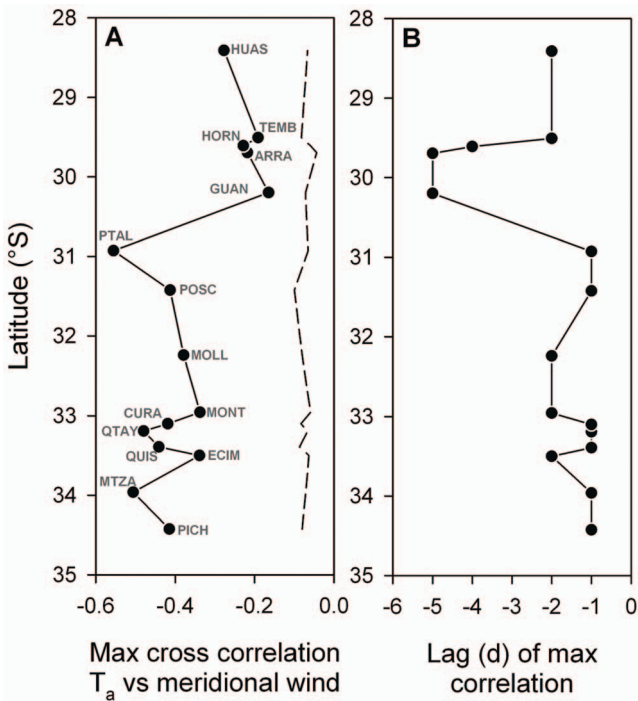 A
B
28
29
30
31
32
33
34
35
28
29
30
31
32
33
34
35
Latitude (°S)
HUAS
TEMB
HORN
ARRA
GUAN
PTAL
POSC
MOLL
MONT
CURA
QTAY
QUIS
ECIM
MTZA
PICH
-0.6 -0.4 -0.2 0.0
-6 -5 -4 -3 -2 -1 0
Max cross correlation
Ta vs meridional wind
Lag (d) of max
correlation